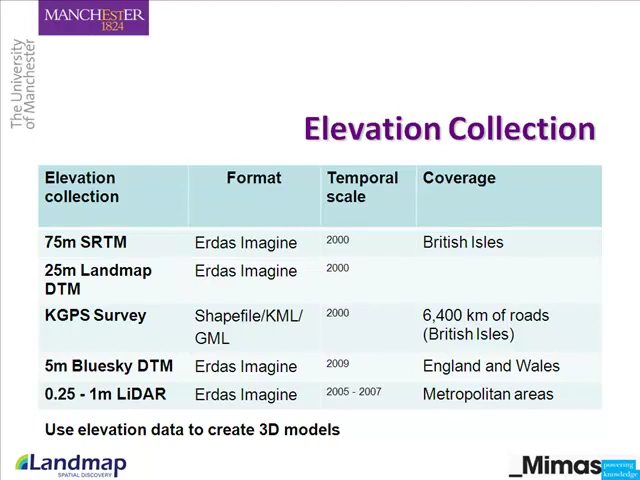 MANCHESTER
1824
The University
of Manchester
Elevation Collection
Elevation collection Format Temporal scale Coverage
75m SRTM Erdas Imagine 2000 British Isles
25m Landmap DTM Erdas Imagine 2000
KGPS Survey Shapefile/KML/GML 2000 6,400 km of roads (British Isles)
5m Bluesky DTM Erdas Imagine 2009 England and Wales
0.25 - 1m LiDAR Erdas Imagine 2005 - 2007 Metropolitan areas
Use elevation data to create 3D models
Landmap
SPATIAL DISCOVERY
_Mimas
powering
knowledge